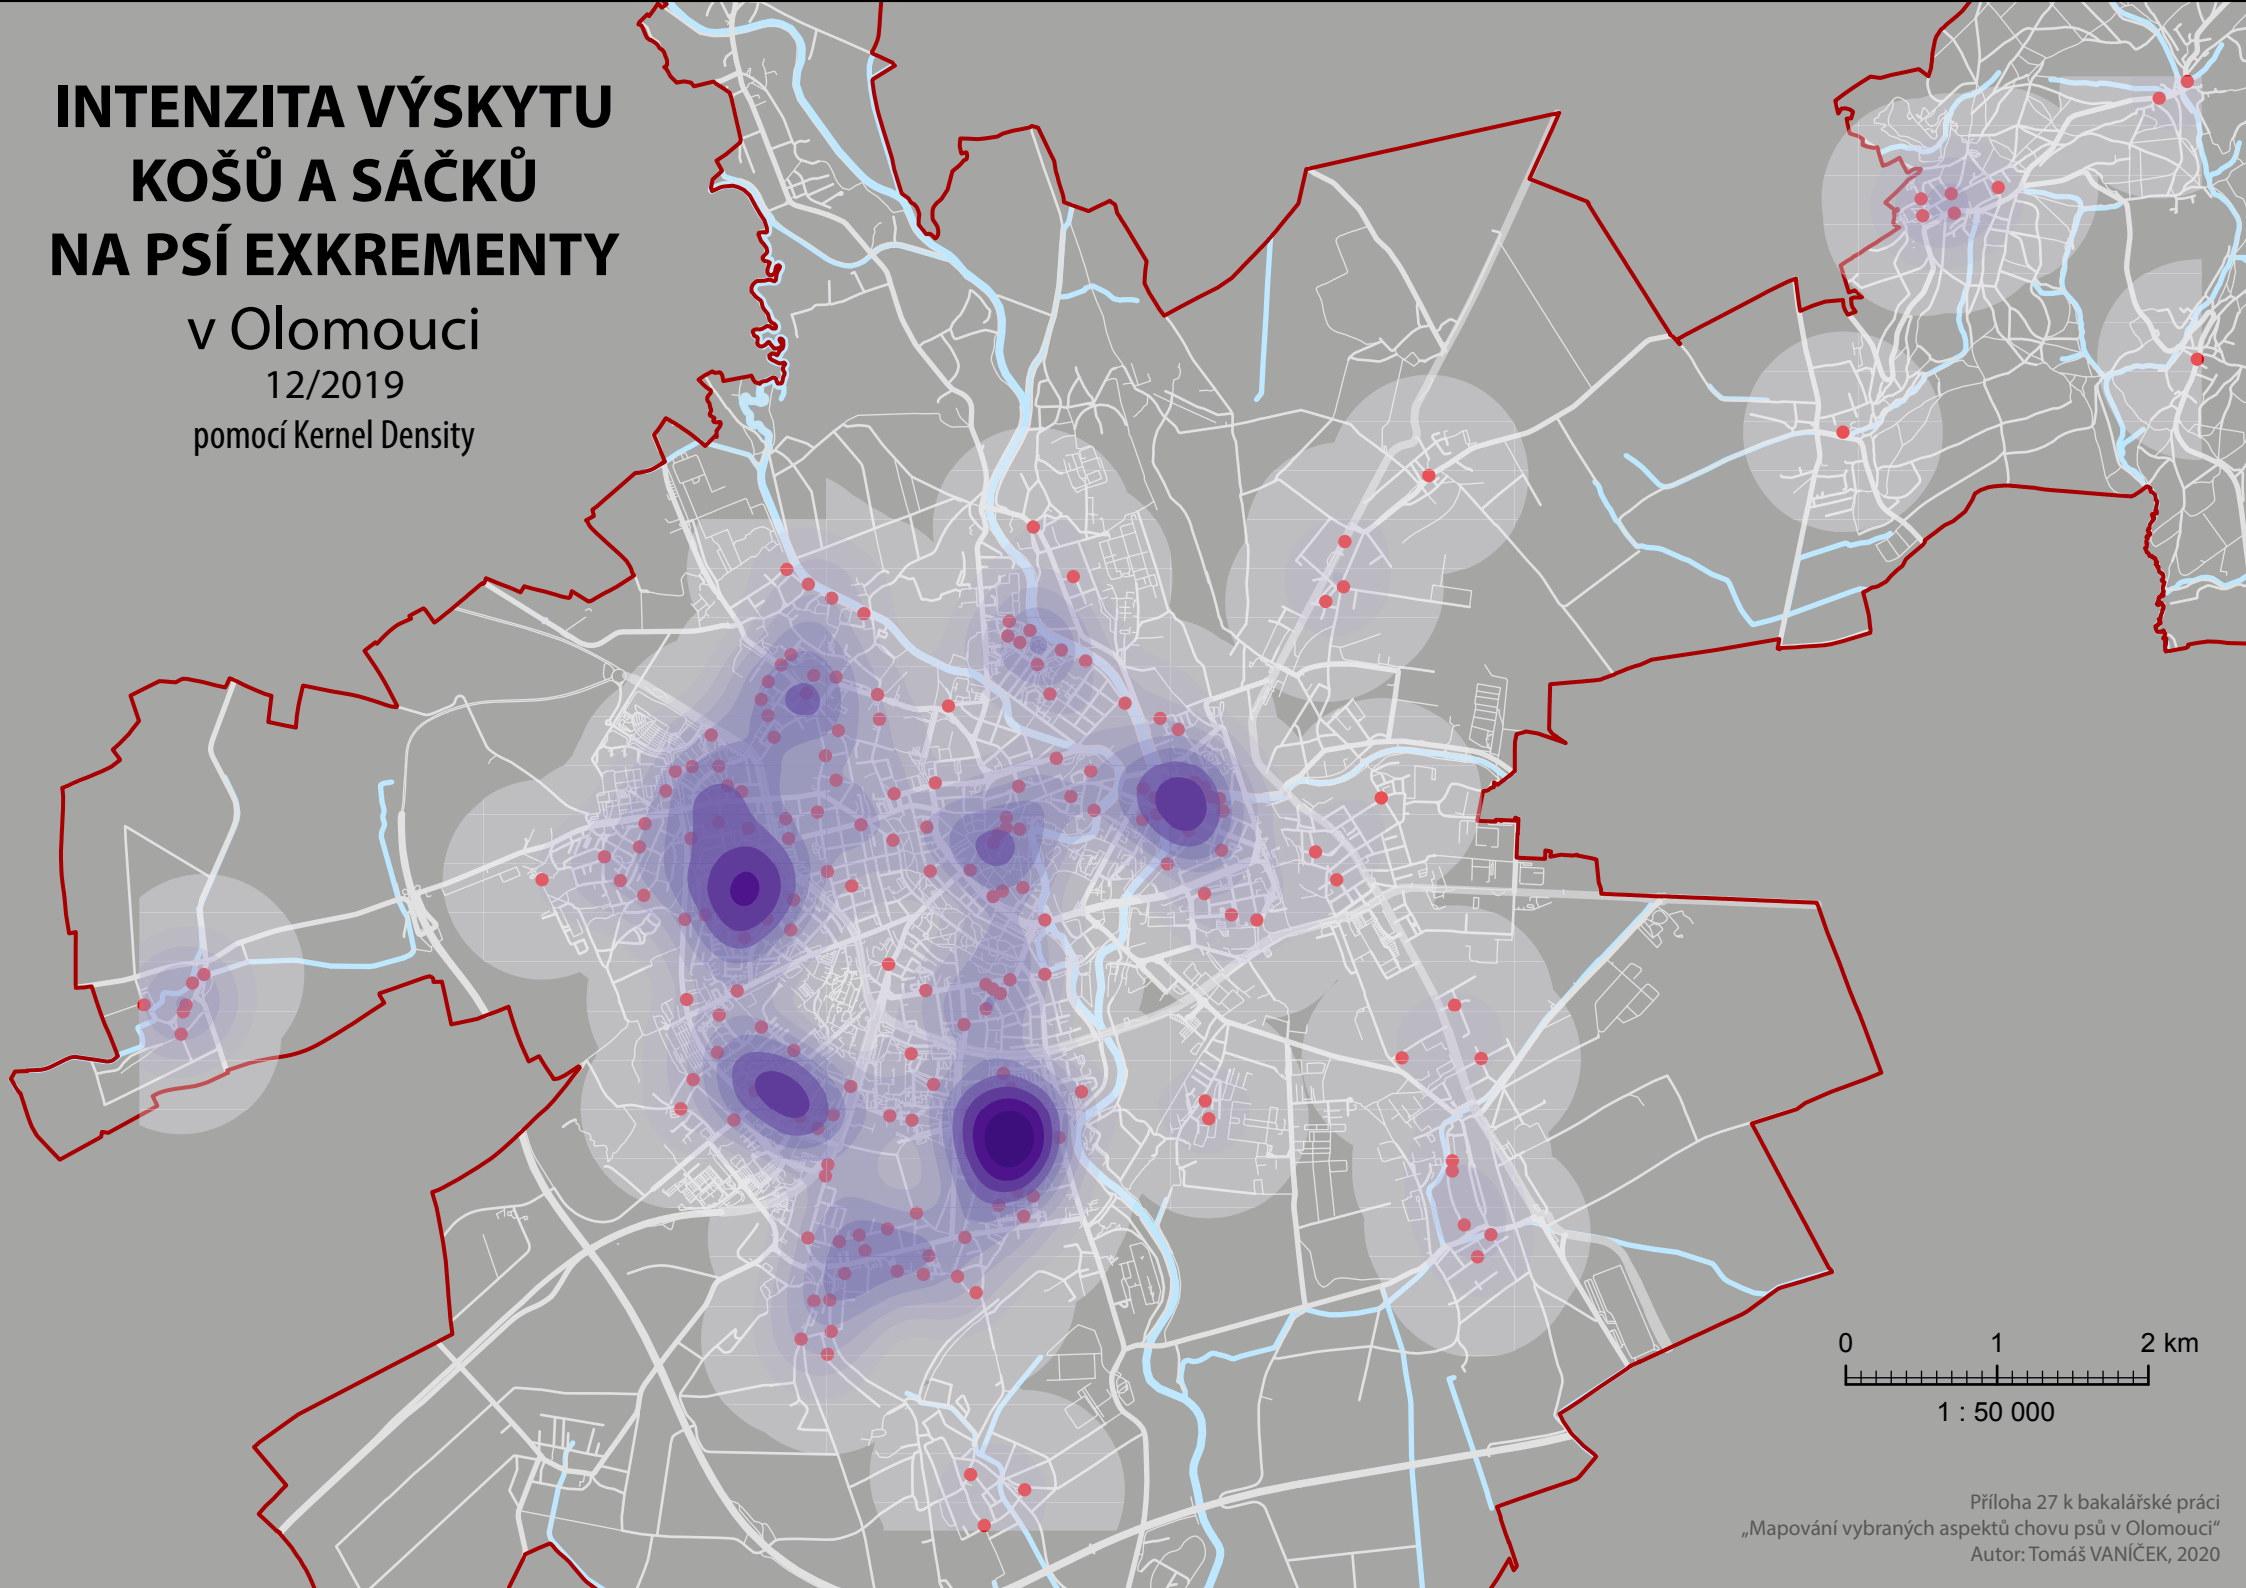 INTENZITA VÝSKYTU
KOŠŮ A SÁČKŮ
NA PSÍ EXKREMENTY
v Olomouci
12/2019
pomocí Kernel Density
0 1 2 km
1 : 50 000
Příloha 27 k bakalářské práci
„Mapování vybraných aspektů chovu psů v Olomouci“
Autor: Tomáš VANÍČEK, 2020